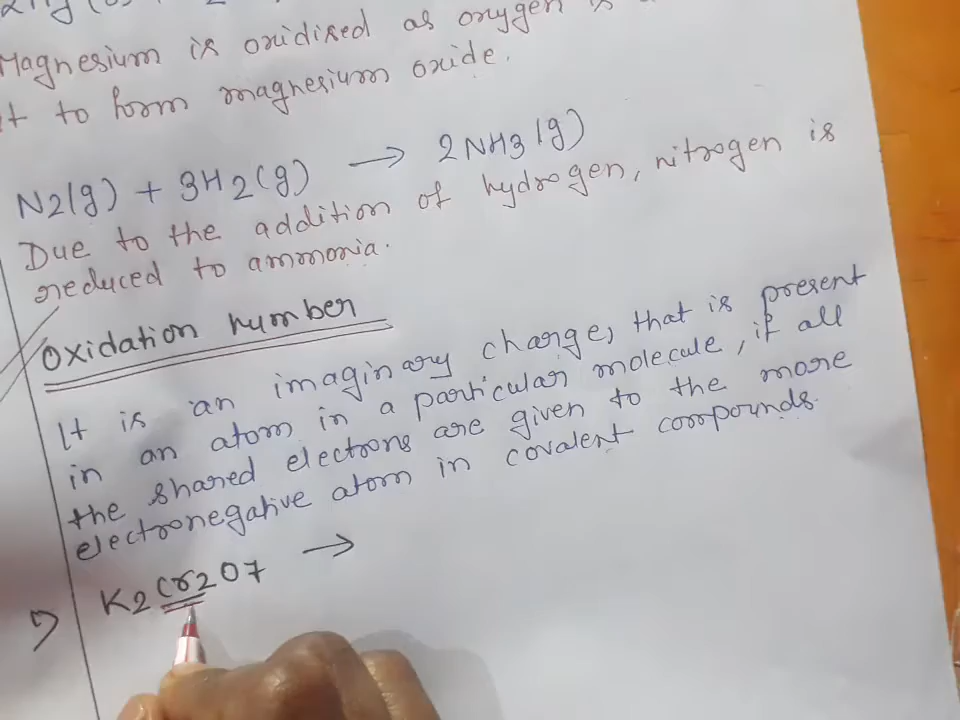 Magnesium is oxidised as oxygen is
it to form magnesium oxide.
N2(g) + 3H2(g) → 2NH3(g)
Due to the addition of hydrogen, nitrogen is
reduced to ammonia.
Oxidation number
It is an imaginary charge, that is present
in an atom in a particular molecule, if all
the shared electrons are given to the more
electronegative atom in covalent compounds.
K2Cr2O7 →